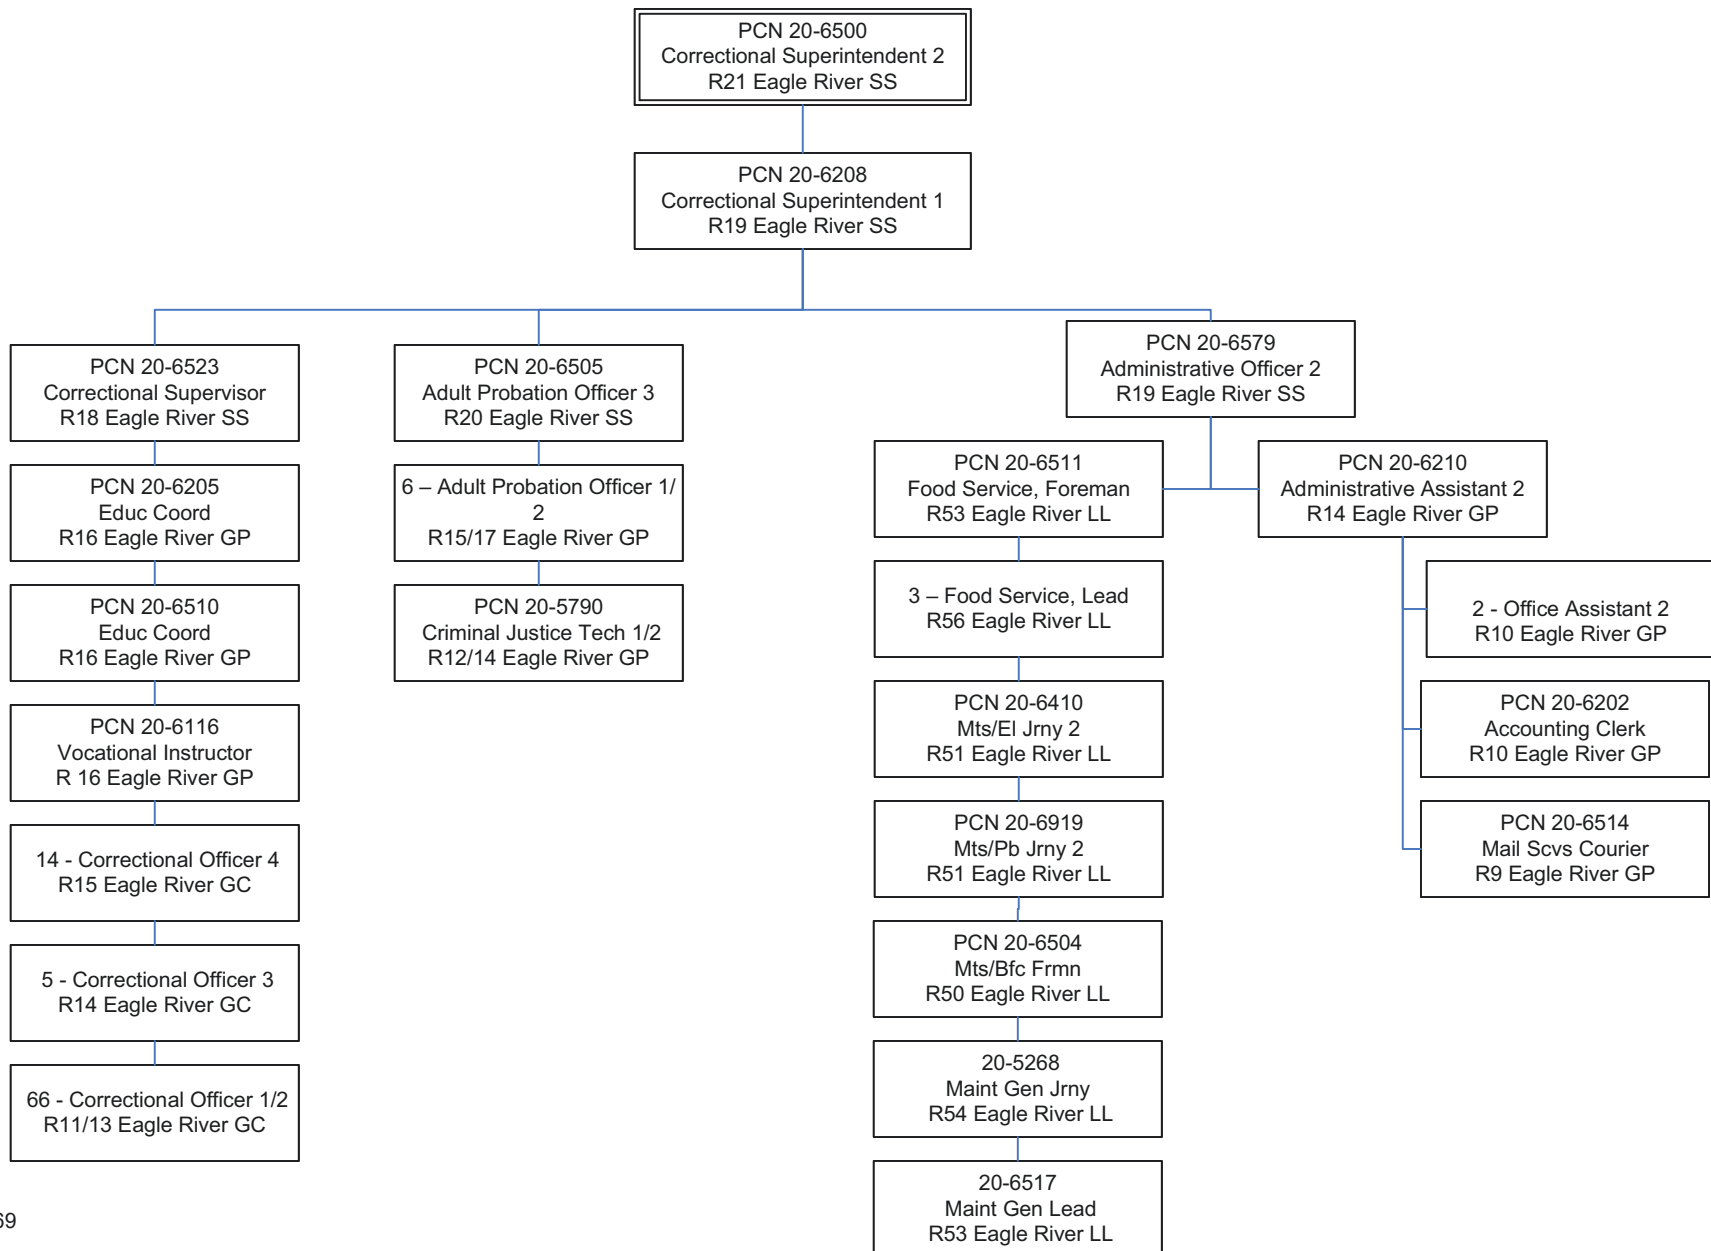 PCN 20-6500
Correctional Superintendent 2
R21 Eagle River SS
PCN 20-6208
Correctional Superintendent 1
R19 Eagle River SS
PCN 20-6523
Correctional Supervisor
R18 Eagle River SS
PCN 20-6205
Educ Coord
R16 Eagle River GP
PCN 20-6510
Educ Coord
R16 Eagle River GP
PCN 20-6116
Vocational Instructor
R 16 Eagle River GP
14 - Correctional Officer 4
R15 Eagle River GC
5 - Correctional Officer 3
R14 Eagle River GC
66 - Correctional Officer 1/2
R11/13 Eagle River GC
PCN 20-6505
Adult Probation Officer 3
R20 Eagle River SS
6 – Adult Probation Officer 1/
2
R15/17 Eagle River GP
PCN 20-5790
Criminal Justice Tech 1/2
R12/14 Eagle River GP
PCN 20-6579
Administrative Officer 2
R19 Eagle River SS
PCN 20-6511
Food Service, Foreman
R53 Eagle River LL
3 – Food Service, Lead
R56 Eagle River LL
PCN 20-6410
Mts/El Jrny 2
R51 Eagle River LL
PCN 20-6919
Mts/Pb Jrny 2
R51 Eagle River LL
PCN 20-6504
Mts/Bfc Frmn
R50 Eagle River LL
20-5268
Maint Gen Jrny
R54 Eagle River LL
20-6517
Maint Gen Lead
R53 Eagle River LL
PCN 20-6210
Administrative Assistant 2
R14 Eagle River GP
2 - Office Assistant 2
R10 Eagle River GP
PCN 20-6202
Accounting Clerk
R10 Eagle River GP
PCN 20-6514
Mail Scvs Courier
R9 Eagle River GP